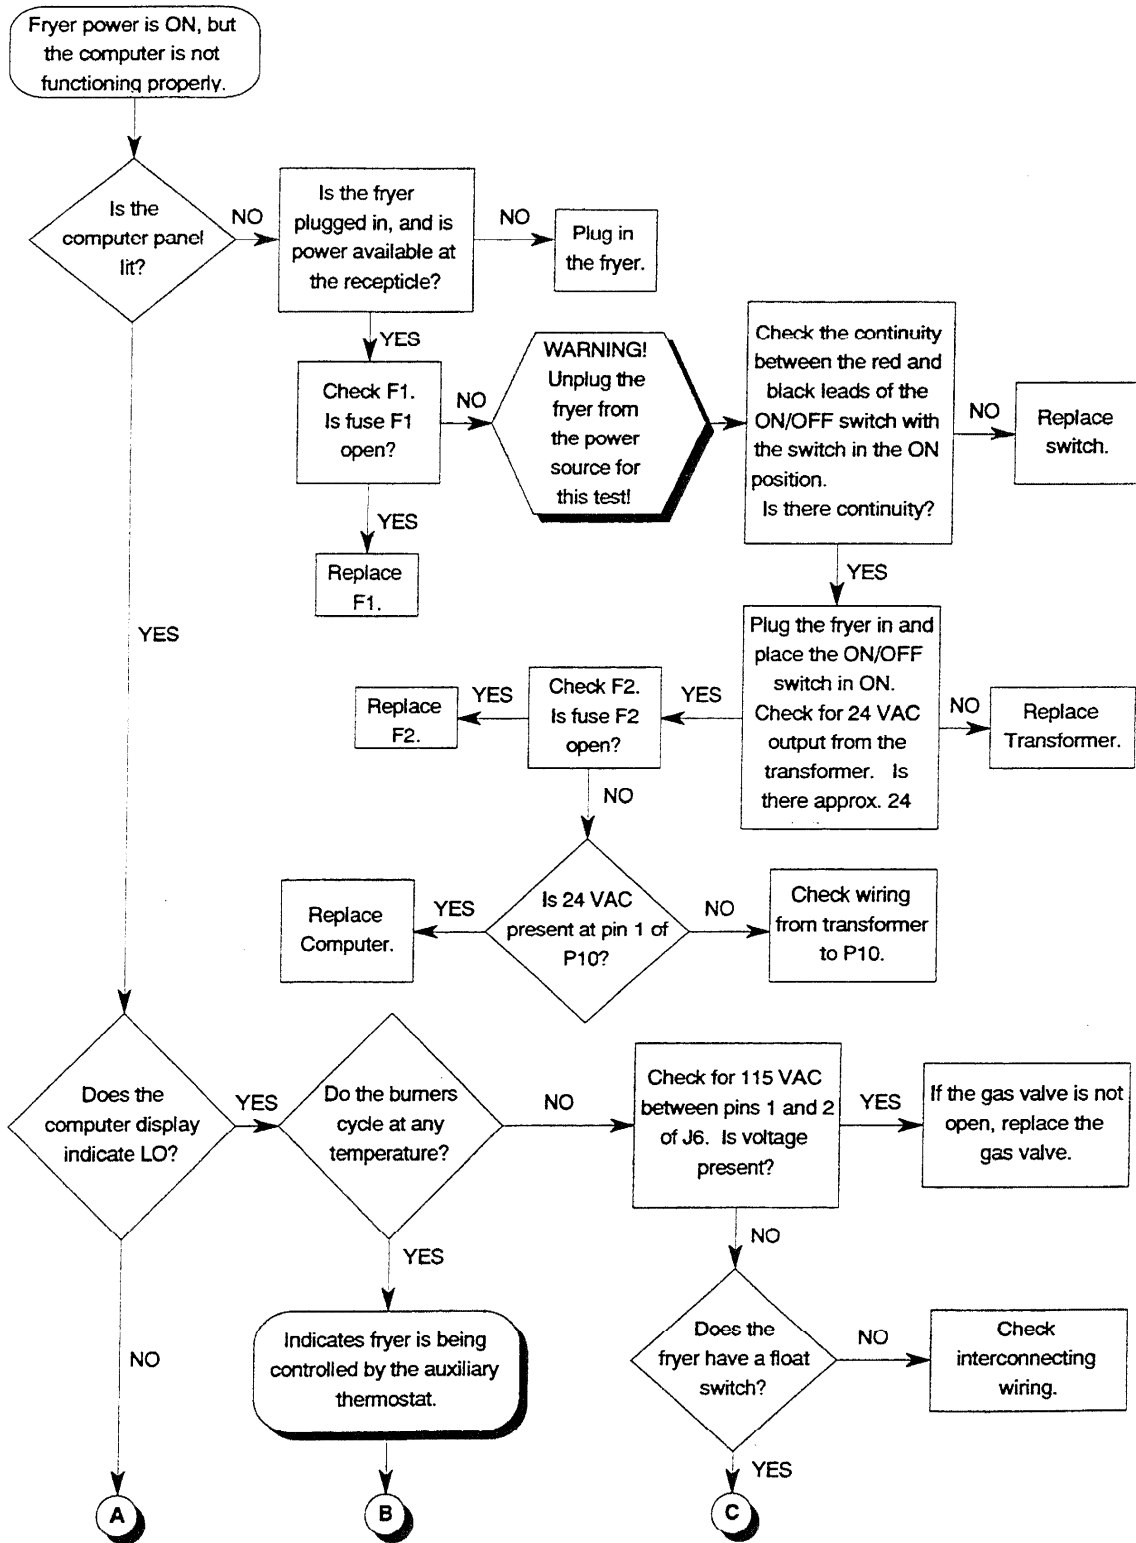 Fryer power is ON, but
the computer is not
functioning properly.
Is the
computer panel
lit?
NO
Is the fryer
plugged in, and is
power available at
the recepticle?
NO
Plug in
the fryer.
YES
Check F1.
Is fuse F1
open?
NO
WARNING!
Unplug the
fryer from
the power
source for
this test!
Check the continuity
between the red and
black leads of the
ON/OFF switch with
the switch in the ON
position.
Is there continuity?
NO
Replace
switch.
YES
Replace
F1.
YES
YES
Plug the fryer in and
place the ON/OFF
switch in ON.
Check for 24 VAC
output from the
transformer. Is
there approx. 24
NO
Replace
Transformer.
YES
Check F2.
Is fuse F2
open?
YES
Replace
F2.
NO
Is 24 VAC
present at pin 1 of
P10?
YES
Replace
Computer.
NO
Check wiring
from transformer
to P10.
Does the
computer display
indicate LO?
YES
Do the burners
cycle at any
temperature?
NO
Check for 115 VAC
between pins 1 and 2
of J6. Is voltage
present?
YES
If the gas valve is not
open, replace the
gas valve.
NO
YES
Indicates fryer is being
controlled by the auxiliary
thermostat.
NO
Does the
fryer have a float
switch?
NO
Check
interconnecting
wiring.
YES
A
B
C